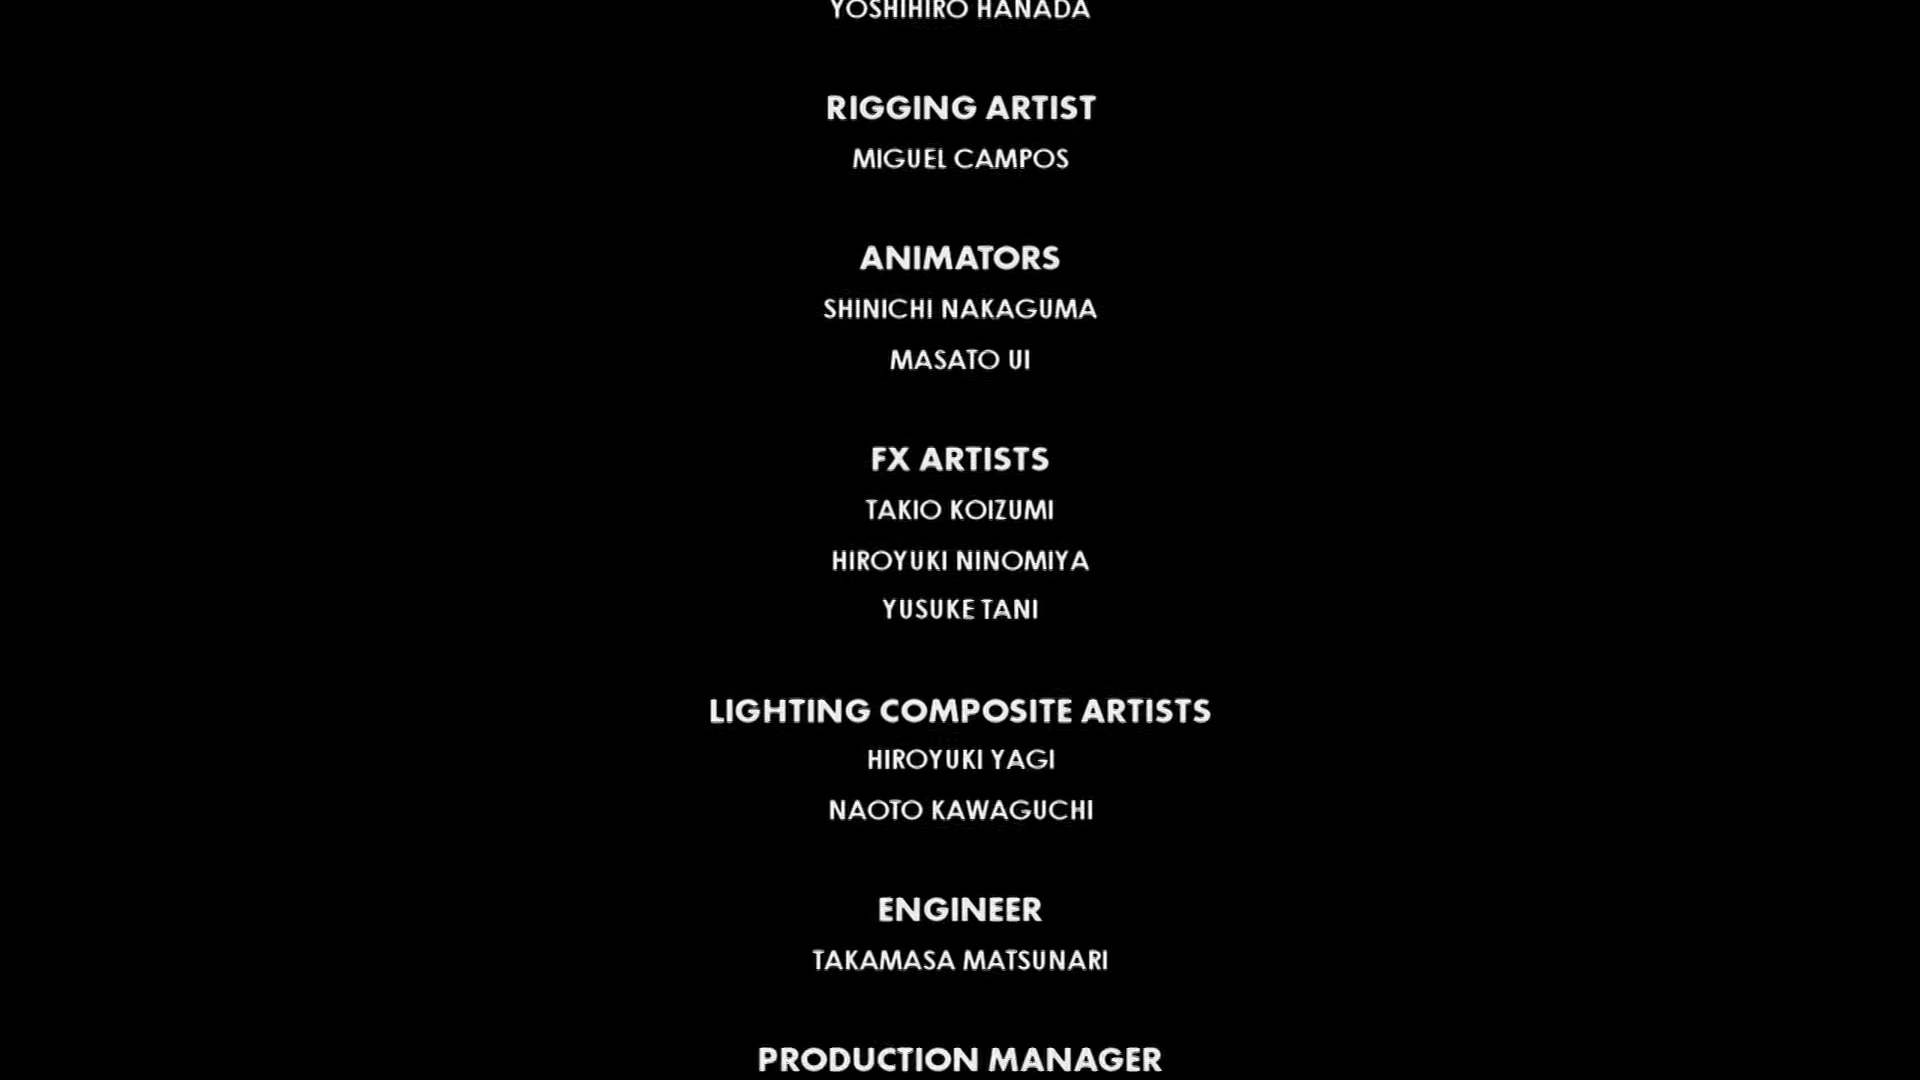 YOSHIHIRO HANADA
RIGGING ARTIST
MIGUEL CAMPOS
ANIMATORS
SHINICHI NAKAGUMA
MASATO UI
FX ARTISTS
TAKIO KOIZUMI
HIROYUKI NINOMIYA
YUSUKE TANI
LIGHTING COMPOSITE ARTISTS
HIROYUKI YAGI
NAOTO KAWAGUCHI
ENGINEER
TAKAMASA MATSUNARI
PRODUCTION MANAGER